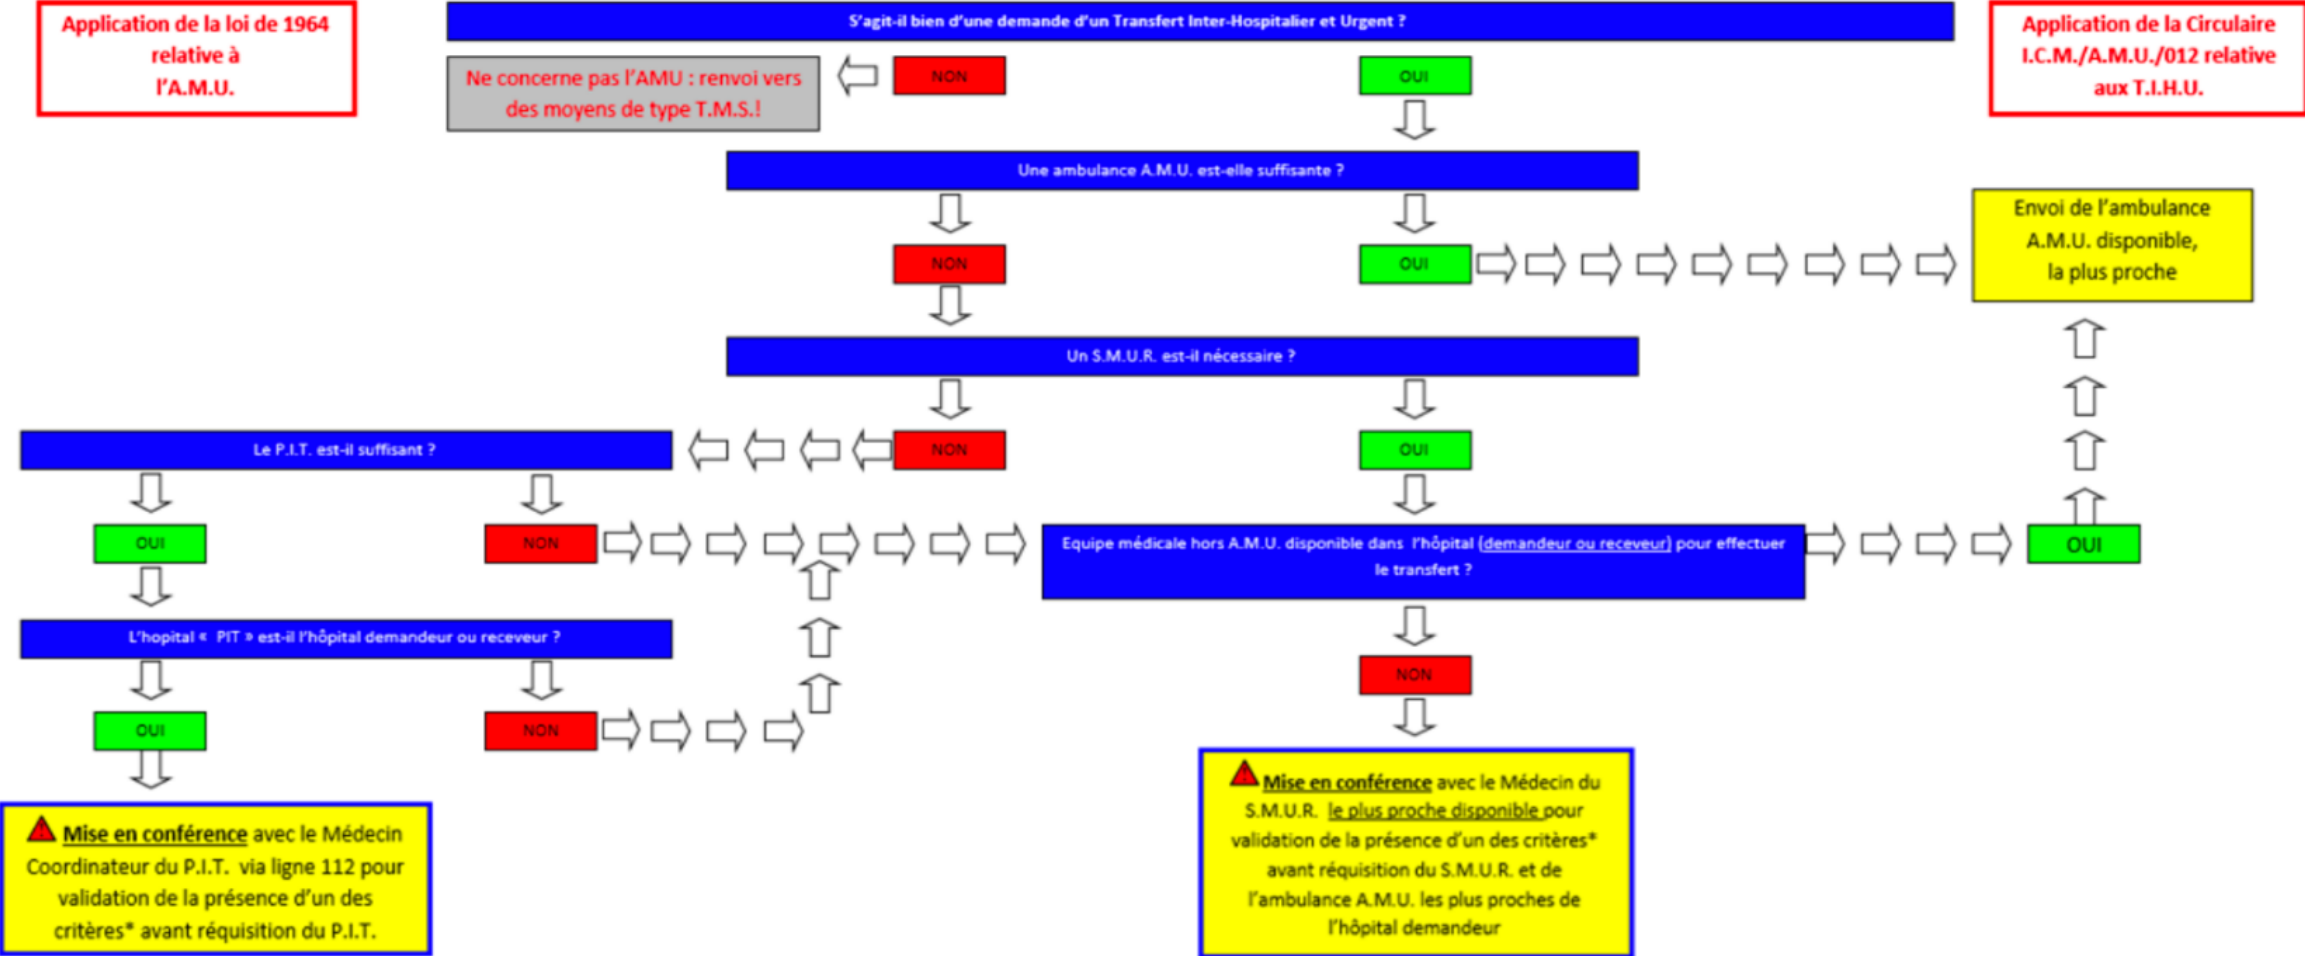 Application de la loi de 1964
relative à
l'A.M.U.
S'agit-il bien d'une demande d'un Transfert Inter-Hospitalier et Urgent ?
Application de la Circulaire
I.C.M./A.M.U./012 relative
aux T.I.H.U.
Ne concerne pas l'AMU : renvoi vers
des moyens de type T.M.S.!
NON
OUI
Une ambulance A.M.U. est-elle suffisante ?
Envoi de l'ambulance
A.M.U. disponible,
la plus proche
NON
OUI
Un S.M.U.R. est-il nécessaire ?
Le P.I.T. est-il suffisant ?
NON
OUI
OUI
NON
Equipe médicale hors A.M.U. disponible dans l'hôpital (demandeur ou receveur) pour effectuer
le transfert ?
OUI
L'hopital « PIT » est-il l'hôpital demandeur ou receveur ?
NON
OUI
NON
Mise en conférence avec le Médecin
Coordinateur du P.I.T. via ligne 112 pour
validation de la présence d'un des
critères* avant réquisition du P.I.T.
Mise en conférence avec le Médecin du
S.M.U.R. le plus proche disponible pour
validation de la présence d'un des critères*
avant réquisition du S.M.U.R. et de
l'ambulance A.M.U. les plus proches de
l'hôpital demandeur